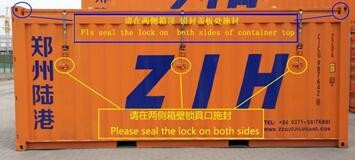 请在两侧箱顶 锁封盖板处施封
Pls seal the lock on both sides of container top
郑州陆港
ZIH
请在两侧箱壁锁具口施封
Please seal the lock on both sides